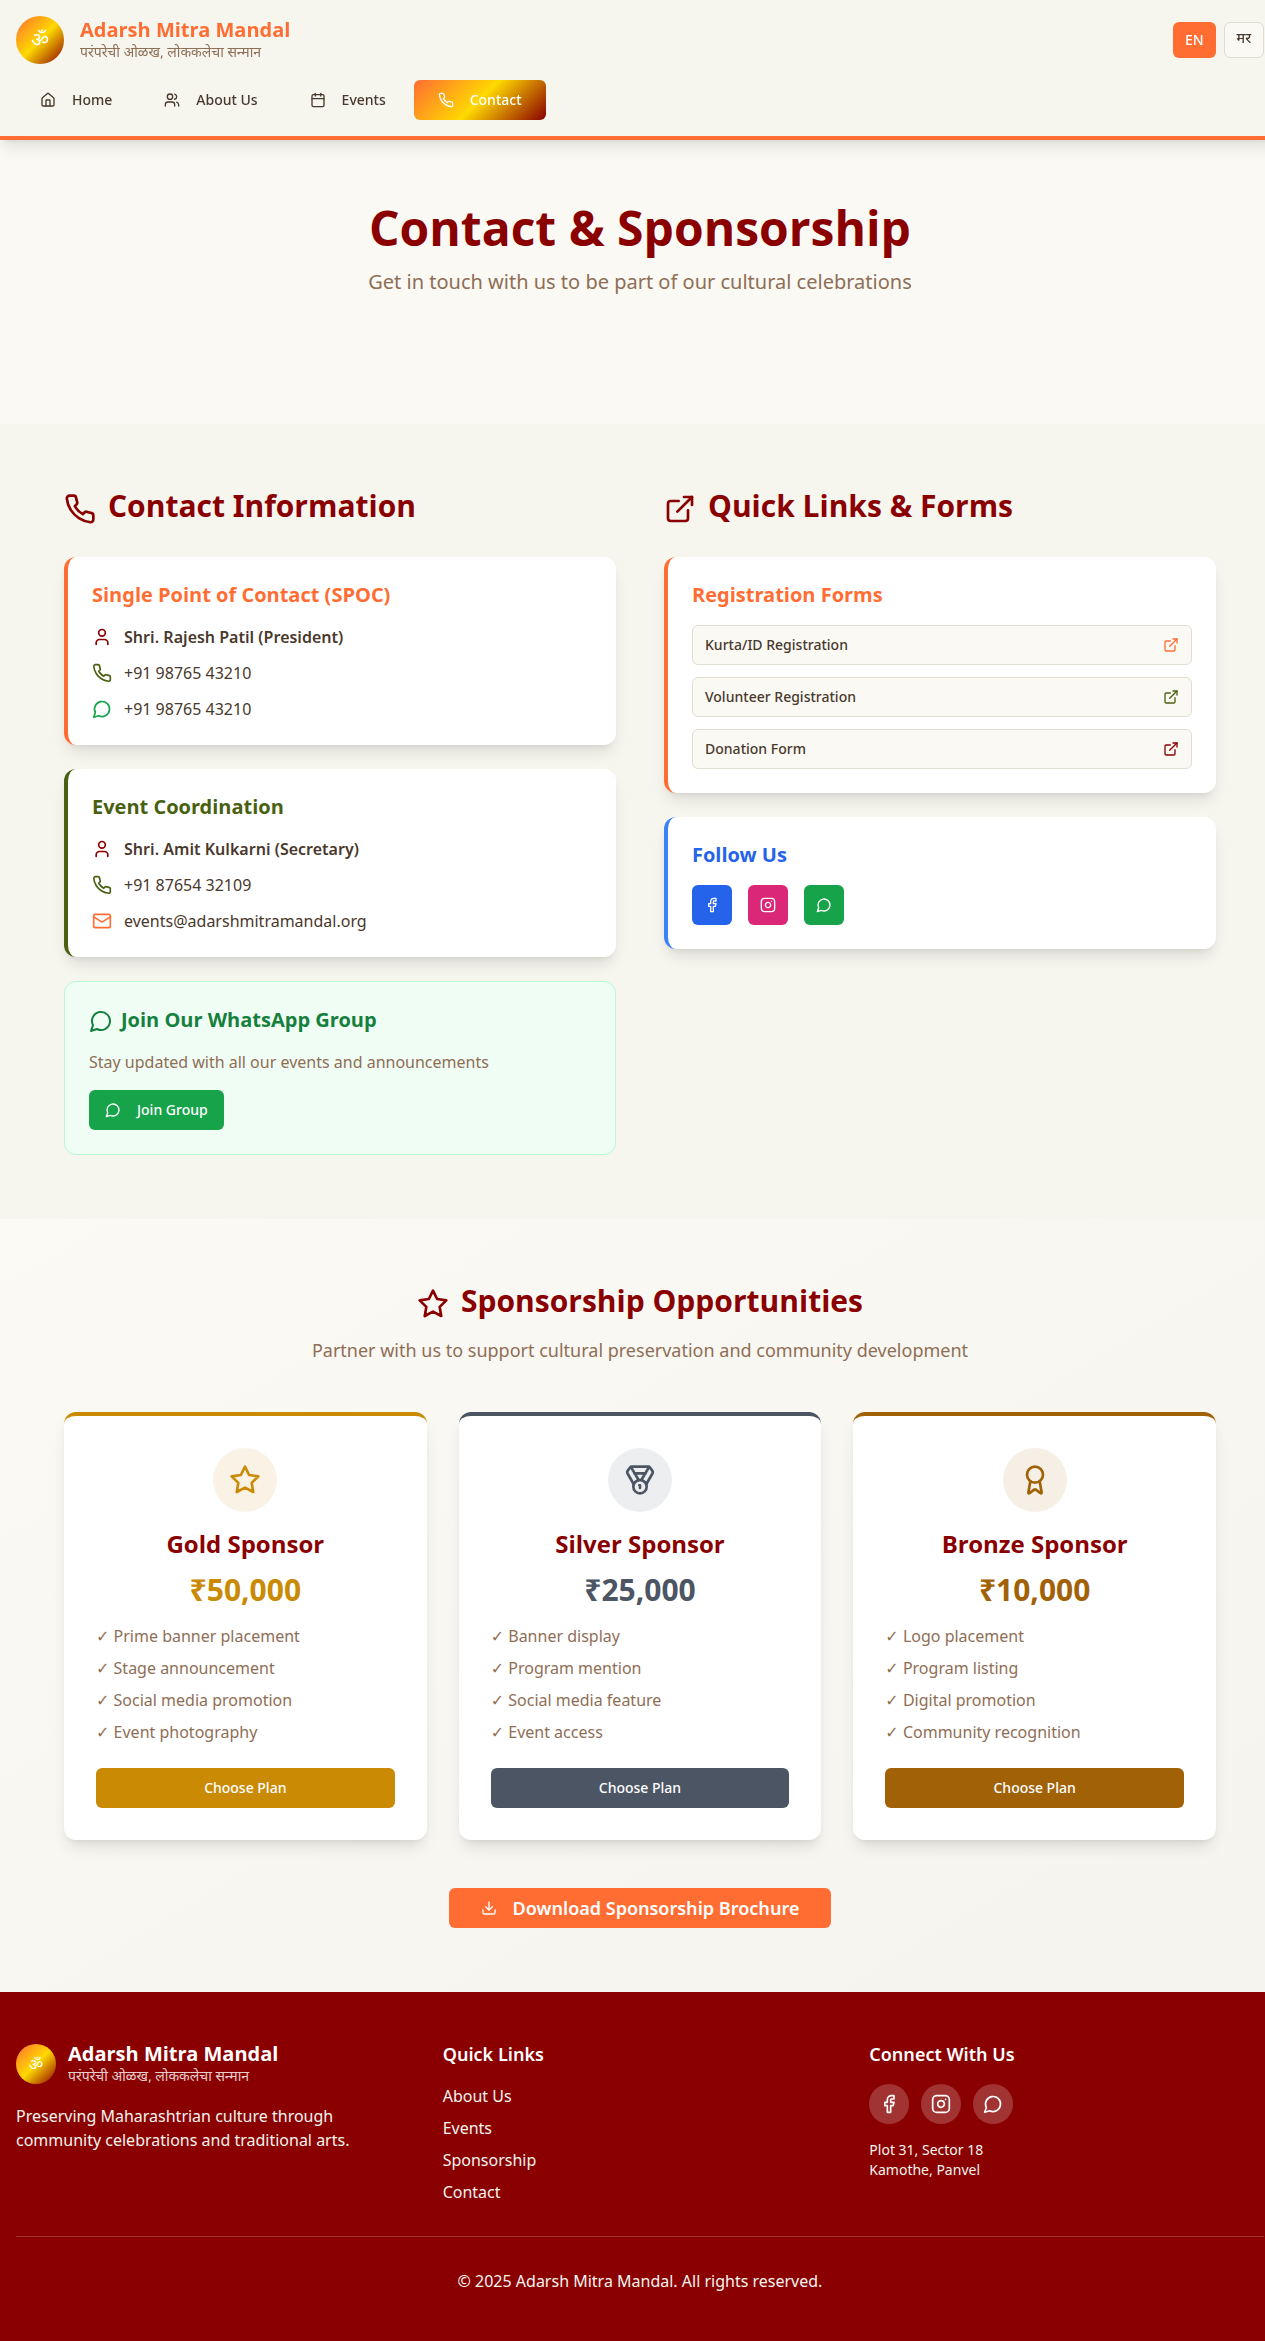 ॐ
Adarsh Mitra Mandal
परंपरेची ओळख, लोककलेचा सन्मान
EN
मर
Home
About Us
Events
Contact
Contact & Sponsorship
Get in touch with us to be part of our cultural celebrations
Contact Information
Single Point of Contact (SPOC)
Shri. Rajesh Patil (President)
+91 98765 43210
+91 98765 43210
Event Coordination
Shri. Amit Kulkarni (Secretary)
+91 87654 32109
events@adarshmitramandal.org
Join Our WhatsApp Group
Stay updated with all our events and announcements
Join Group
Quick Links & Forms
Registration Forms
Kurta/ID Registration
Volunteer Registration
Donation Form
Follow Us
Sponsorship Opportunities
Partner with us to support cultural preservation and community development
Gold Sponsor
₹50,000
✓ Prime banner placement
✓ Stage announcement
✓ Social media promotion
✓ Event photography
Choose Plan
Silver Sponsor
₹25,000
✓ Banner display
✓ Program mention
✓ Social media feature
✓ Event access
Choose Plan
Bronze Sponsor
₹10,000
✓ Logo placement
✓ Program listing
✓ Digital promotion
✓ Community recognition
Choose Plan
Download Sponsorship Brochure
ॐ
Adarsh Mitra Mandal
परंपरेची ओळख, लोककलेचा सन्मान
Preserving Maharashtrian culture through
community celebrations and traditional arts.
Quick Links
About Us
Events
Sponsorship
Contact
Connect With Us
Plot 31, Sector 18
Kamothe, Panvel
© 2025 Adarsh Mitra Mandal. All rights reserved.